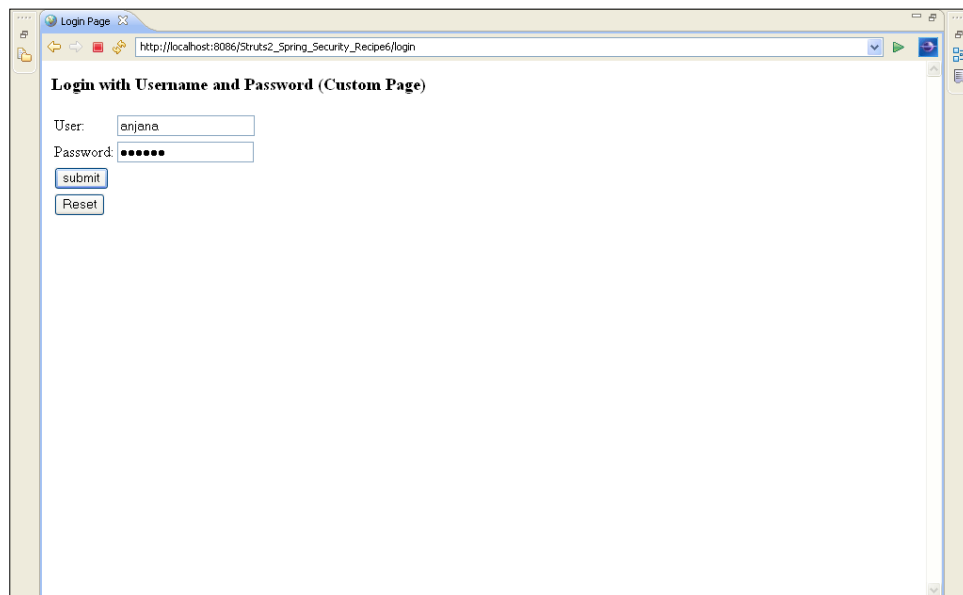 Login Page
http://localhost:8086/Struts2_Spring_Security_Recipe6/login
Login with Username and Password (Custom Page)
User: anjana
Password: ●●●●●●
submit
Reset